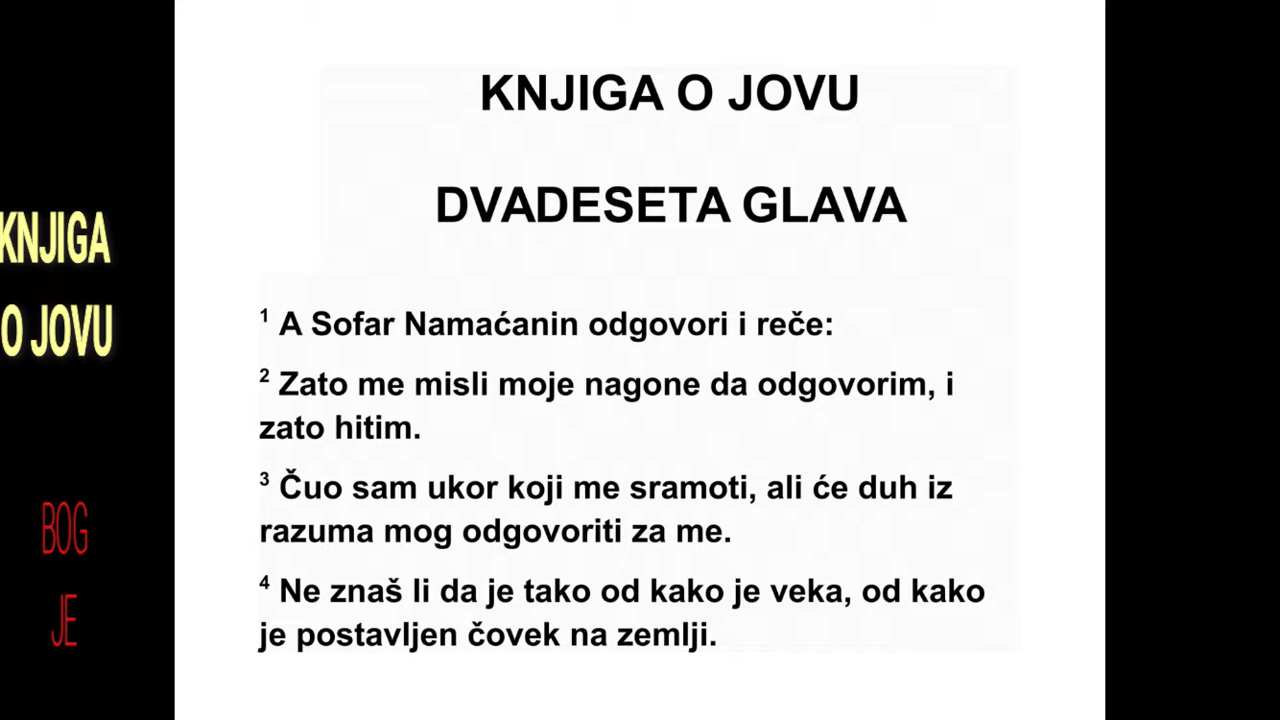 KNJIGA O JOVU
DVADESETA GLAVA
1 A Sofar Namaćanin odgovori i reče:
2 Zato me misli moje nagone da odgovorim, i
zato hitim.
3 Čuo sam ukor koji me sramoti, ali će duh iz
razuma mog odgovoriti za me.
4 Ne znaš li da je tako od kako je veka, od kako
je postavljen čovek na zemlji.
KNJIGA
O JOVU
BOG
JE